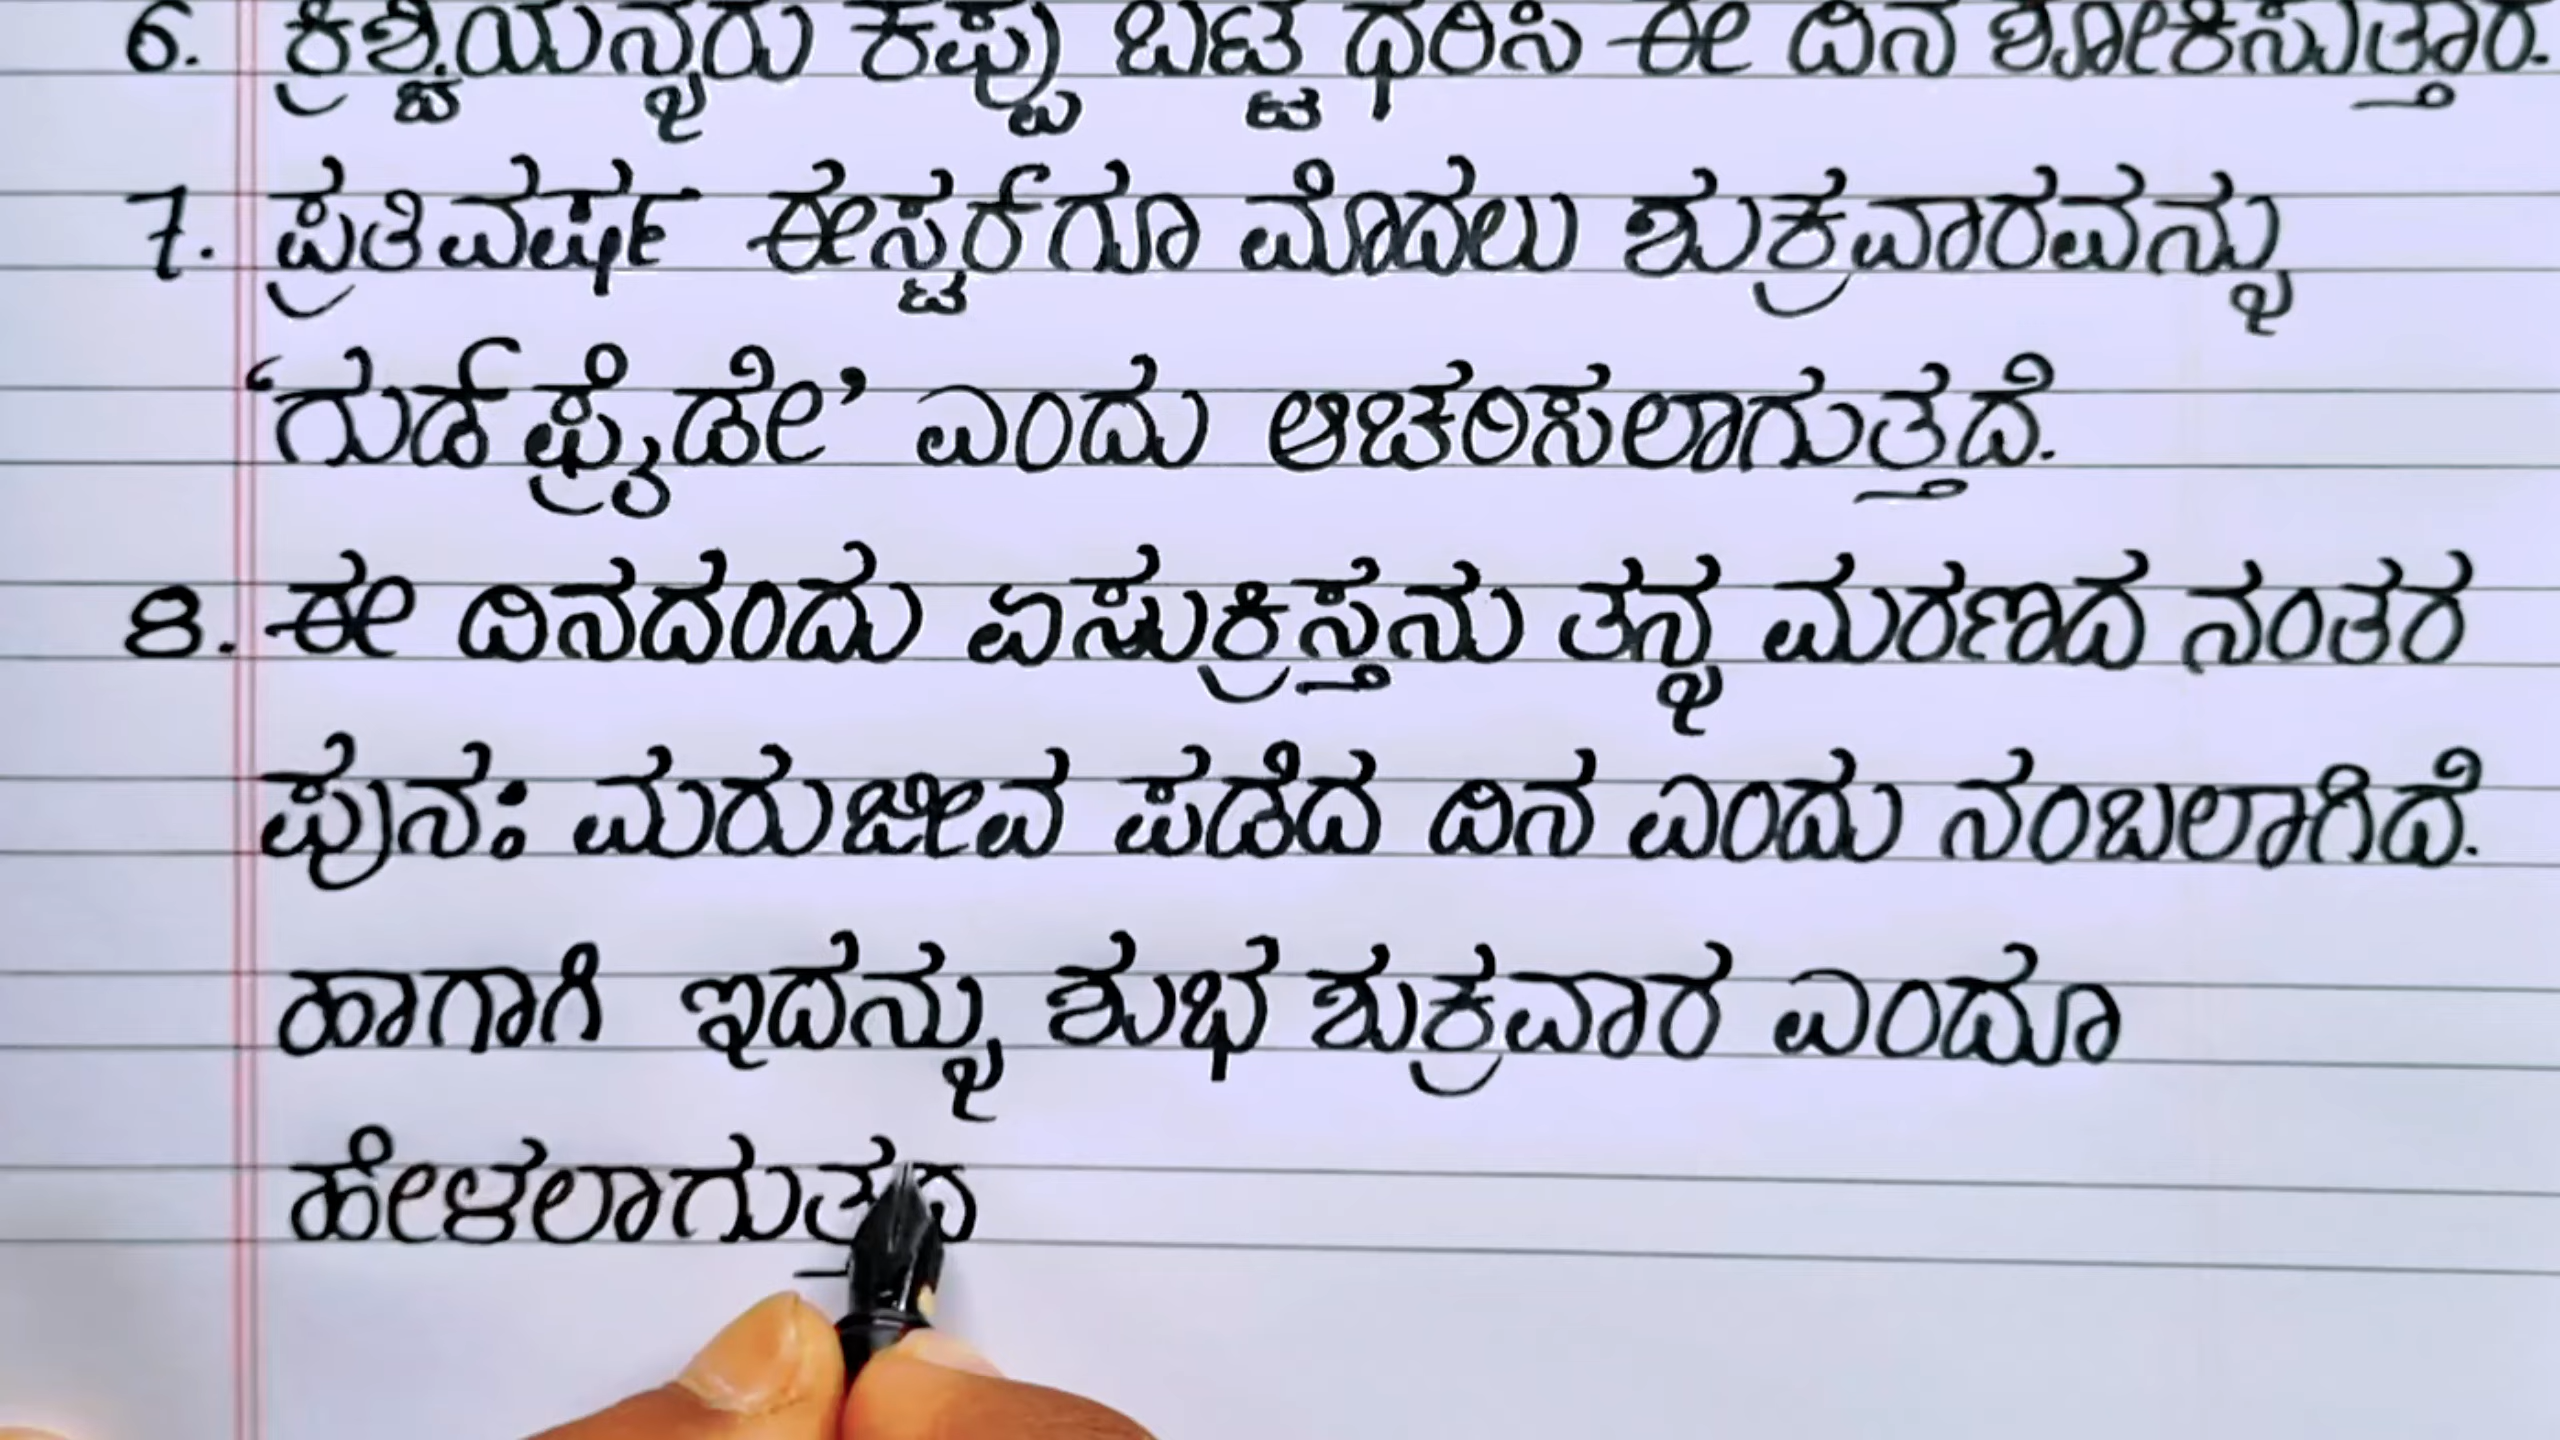 6. ಕ್ರಿಶ್ಚಿಯನ್ನರು ಕಪ್ಪು ಬಟ್ಟೆ ಧರಿಸಿ ಈ ದಿನ ಶೋಕಿಸುತ್ತಾರೆ.
7. ಪ್ರತಿವರ್ಷ ಈಸ್ಟರ್‌ಗೂ ಮೊದಲು ಶುಕ್ರವಾರವನ್ನು
‘ಗುಡ್ ಫ್ರೈಡೇ’ ಎಂದು ಆಚರಿಸಲಾಗುತ್ತದೆ.
8. ಈ ದಿನದಂದು ಏಸುಕ್ರಿಸ್ತನು ತನ್ನ ಮರಣದ ನಂತರ
ಪುನಃ ಮರುಜೀವ ಪಡೆದ ದಿನ ಎಂದು ನಂಬಲಾಗಿದೆ.
ಹಾಗಾಗಿ ಇದನ್ನು ಶುಭ ಶುಕ್ರವಾರ ಎಂದೂ
ಹೇಳಲಾಗುತ್ತದ